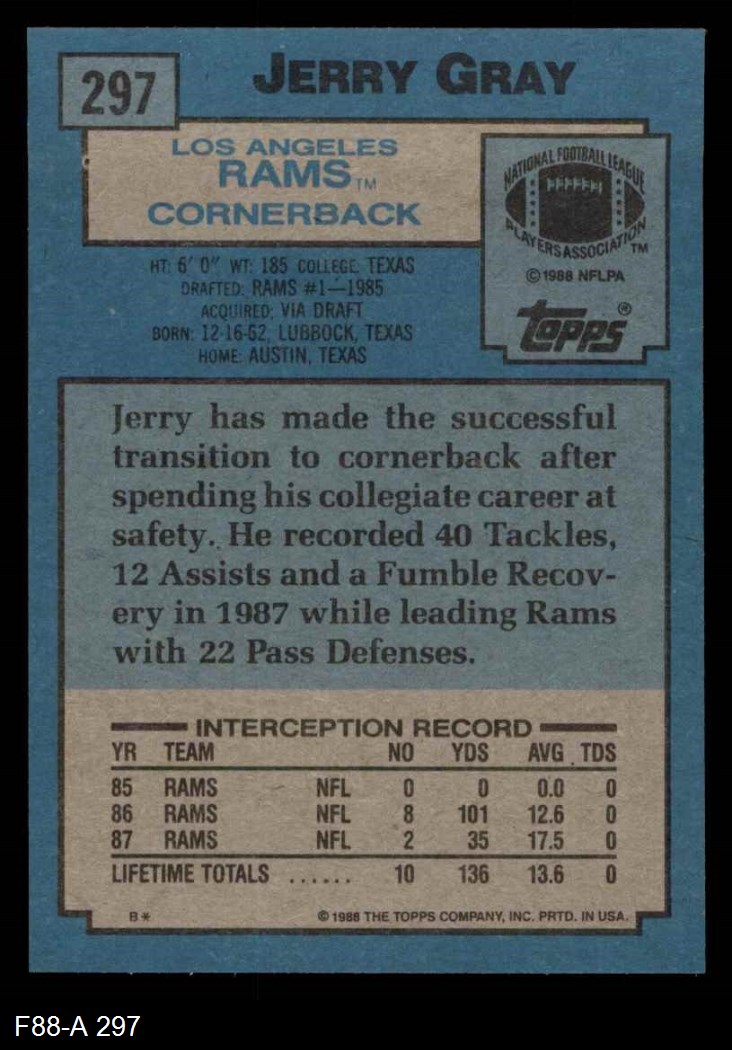 297
JERRY GRAY
LOS ANGELES
RAMS TM
CORNERBACK
NATIONAL FOOTBALL LEAGUE
PLAYERS ASSOCIATION TM
© 1988 NFLPA
topps®
HT: 6' 0" WT: 185 COLLEGE: TEXAS
DRAFTED: RAMS #1—1985
ACQUIRED: VIA DRAFT
BORN: 12-16-62, LUBBOCK, TEXAS
HOME: AUSTIN, TEXAS
Jerry has made the successful
transition to cornerback after
spending his collegiate career at
safety. He recorded 40 Tackles,
12 Assists and a Fumble Recov-
ery in 1987 while leading Rams
with 22 Pass Defenses.
INTERCEPTION RECORD
YR TEAM NO YDS AVG TDS
85 RAMS NFL 0 0 0.0 0
86 RAMS NFL 8 101 12.6 0
87 RAMS NFL 2 35 17.5 0
LIFETIME TOTALS ...... 10 136 13.6 0
B* © 1988 THE TOPPS COMPANY, INC. PRTD. IN USA.
F88-A 297